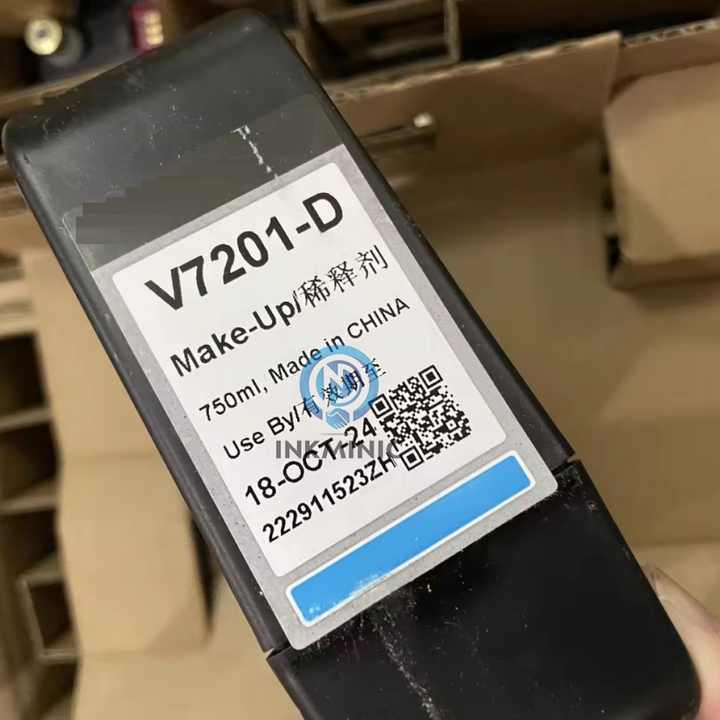 V7201-D
Make-Up/稀释剂
750ml, Made in CHINA
Use By/有效期至
18-OCT-24
222911523ZH
INKMINIC